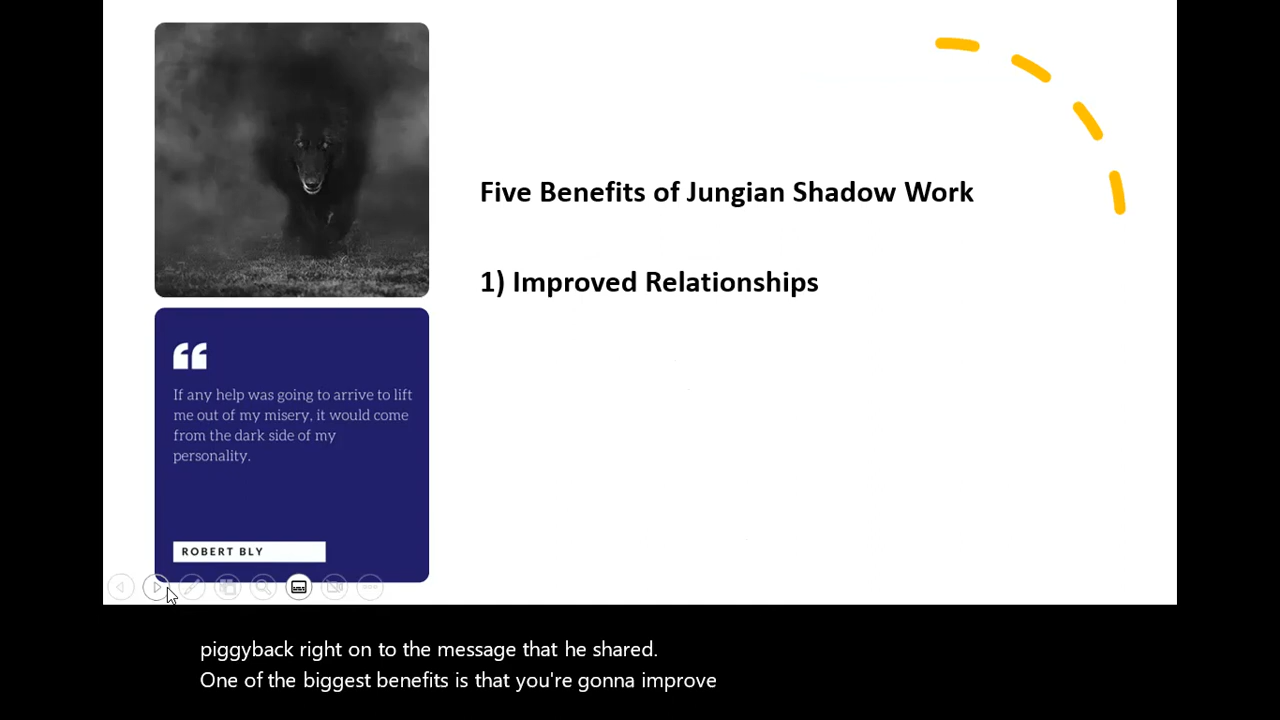 Five Benefits of Jungian Shadow Work
1) Improved Relationships
If any help was going to arrive to lift
me out of my misery, it would come
from the dark side of my
personality.
ROBERT BLY
piggyback right on to the message that he shared.
One of the biggest benefits is that you're gonna improve